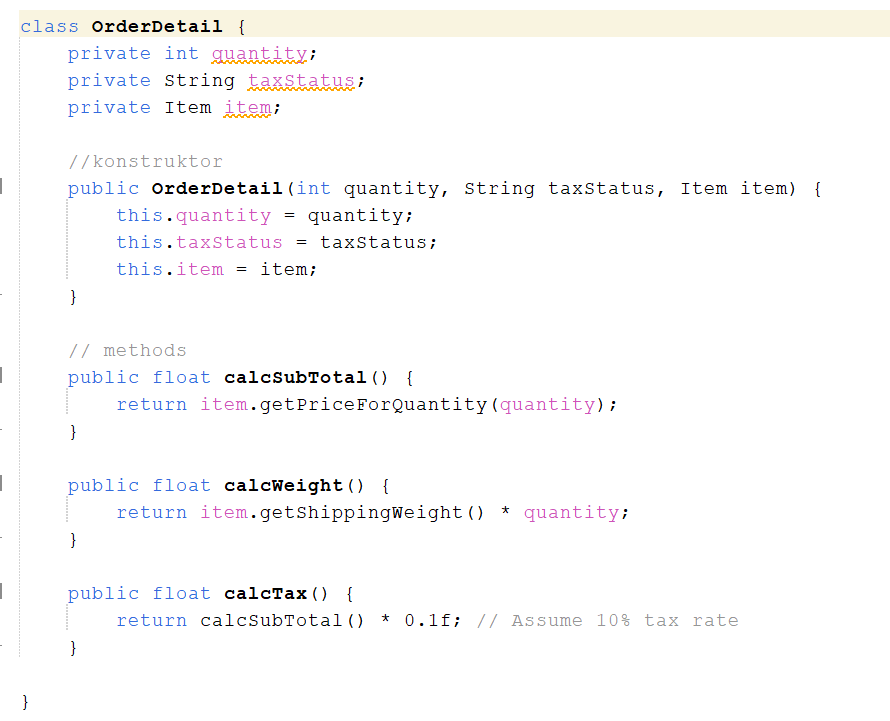 class OrderDetail {
    private int quantity;
    private String taxStatus;
    private Item item;

    //konstruktor
    public OrderDetail(int quantity, String taxStatus, Item item) {
        this.quantity = quantity;
        this.taxStatus = taxStatus;
        this.item = item;
    }

    // methods
    public float calcSubTotal() {
        return item.getPriceForQuantity(quantity);
    }

    public float calcWeight() {
        return item.getShippingWeight() * quantity;
    }

    public float calcTax() {
        return calcSubTotal() * 0.1f; // Assume 10% tax rate
    }

}